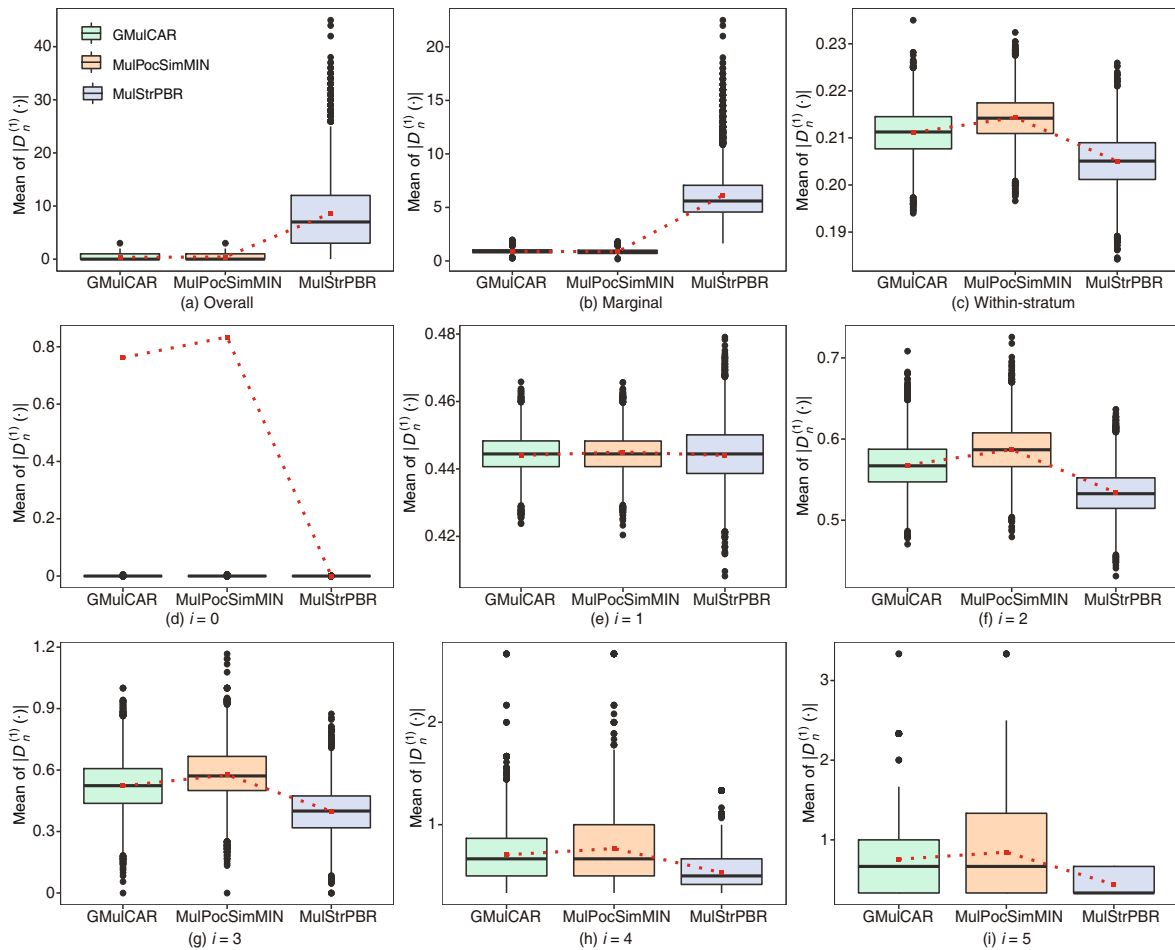 Mean of |D_n^(1)(·)|
40
30
20
10
0
GMulCAR
MulPocSimMIN
MulStrPBR
GMulCAR MulPocSimMIN MulStrPBR
(a) Overall
Mean of |D_n^(1)(·)|
20
15
10
5
0
GMulCAR MulPocSimMIN MulStrPBR
(b) Marginal
Mean of |D_n^(1)(·)|
0.23
0.22
0.21
0.20
0.19
GMulCAR MulPocSimMIN MulStrPBR
(c) Within-stratum
Mean of |D_n^(1)(·)|
0.8
0.6
0.4
0.2
0
GMulCAR MulPocSimMIN MulStrPBR
(d) i = 0
Mean of |D_n^(1)(·)|
0.48
0.46
0.44
0.42
GMulCAR MulPocSimMIN MulStrPBR
(e) i = 1
Mean of |D_n^(1)(·)|
0.7
0.6
0.5
GMulCAR MulPocSimMIN MulStrPBR
(f) i = 2
Mean of |D_n^(1)(·)|
1.2
0.9
0.6
0.3
0
GMulCAR MulPocSimMIN MulStrPBR
(g) i = 3
Mean of |D_n^(1)(·)|
2
1
GMulCAR MulPocSimMIN MulStrPBR
(h) i = 4
Mean of |D_n^(1)(·)|
3
2
1
GMulCAR MulPocSimMIN MulStrPBR
(i) i = 5